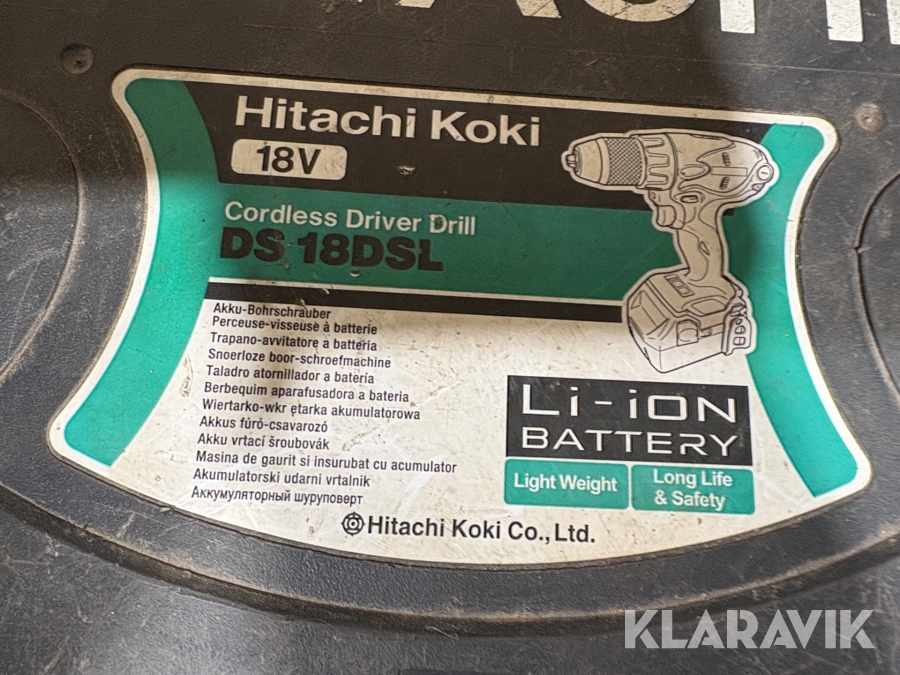 Hitachi Koki
18V
Cordless Driver Drill
DS 18DSL
Akku-Bohrschrauber
Perceuse-visseuse à batterie
Trapano-avvitatore a batteria
Snoerloze boor-schroefmachine
Taladro atornillador a batería
Berbequim aparafusadora a bateria
Wiertarko-wkr ętarka akumulatorowa
Akkus fúró-csavarozó
Akku vrtací šroubovák
Masina de gaurit si insurubat cu acumulator
Akumulatorski udarni vrtalnik
Аккумуляторный шуруповерт
Li-iON
BATTERY
Light Weight
Long Life
& Safety
Hitachi Koki Co., Ltd.
KLARAVIK